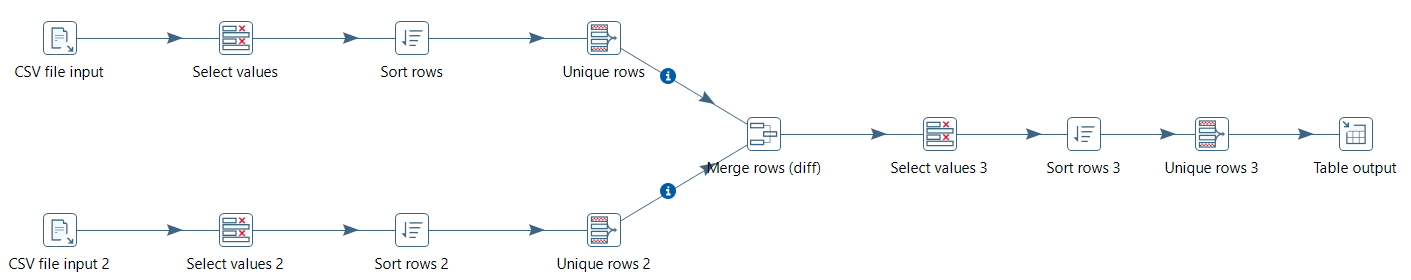 CSV file input
Select values
Sort rows
Unique rows
Merge rows (diff)
Select values 3
Sort rows 3
Unique rows 3
Table output
CSV file input 2
Select values 2
Sort rows 2
Unique rows 2